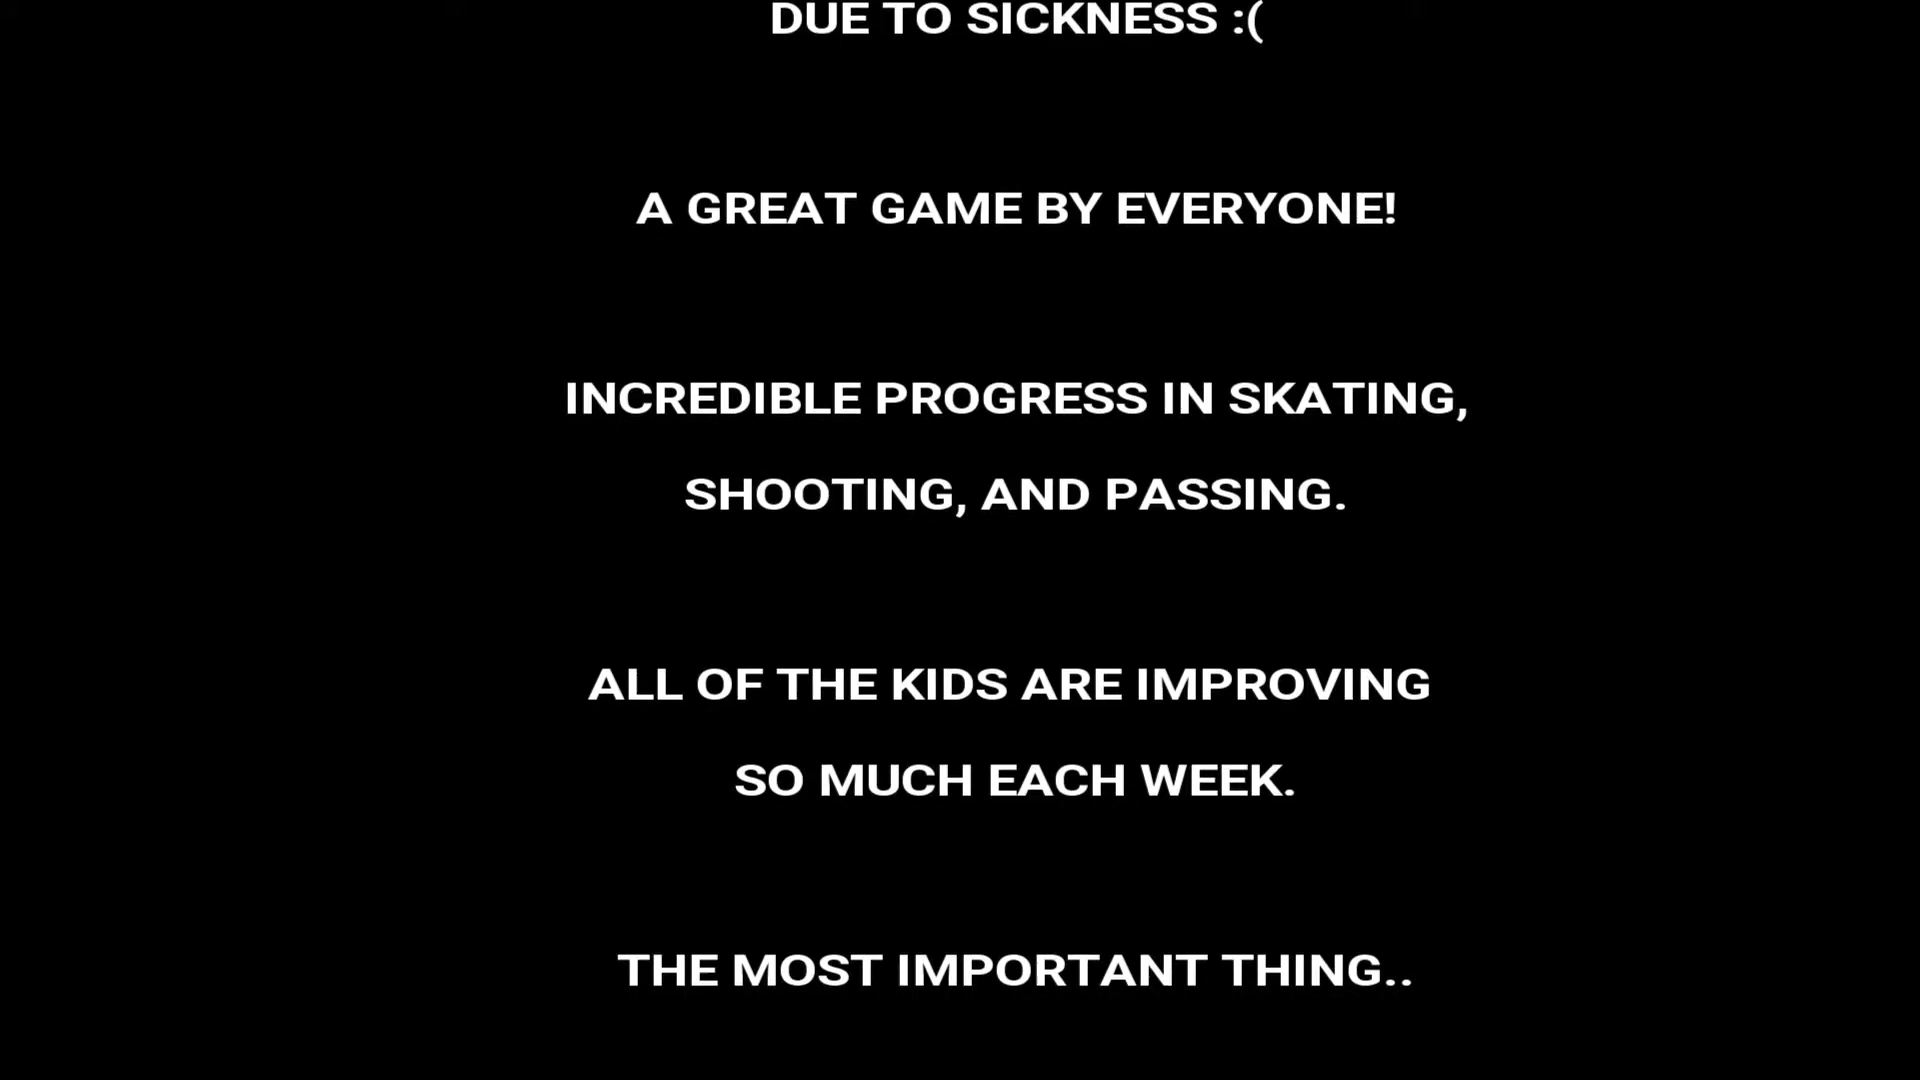 DUE TO SICKNESS :(
A GREAT GAME BY EVERYONE!
INCREDIBLE PROGRESS IN SKATING,
SHOOTING, AND PASSING.
ALL OF THE KIDS ARE IMPROVING
SO MUCH EACH WEEK.
THE MOST IMPORTANT THING..